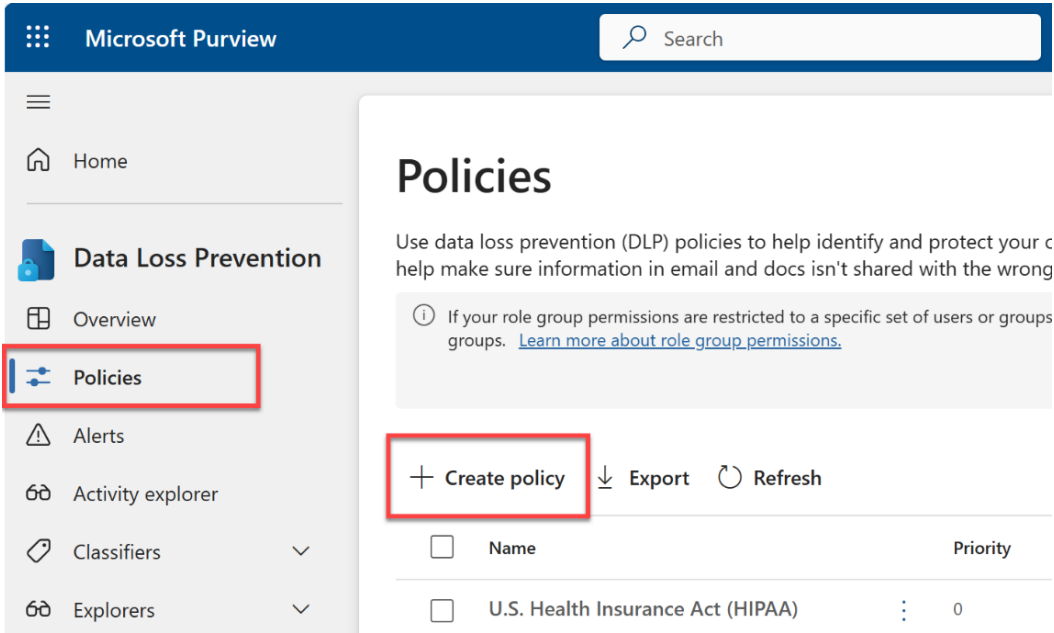 Microsoft Purview
Search
Home
Data Loss Prevention
Overview
Policies
Alerts
Activity explorer
Classifiers
Explorers
Policies
Use data loss prevention (DLP) policies to help identify and protect your
help make sure information in email and docs isn't shared with the wrong
If your role group permissions are restricted to a specific set of users or groups
groups. Learn more about role group permissions.
Create policy Export Refresh
Name Priority
U.S. Health Insurance Act (HIPAA) 0